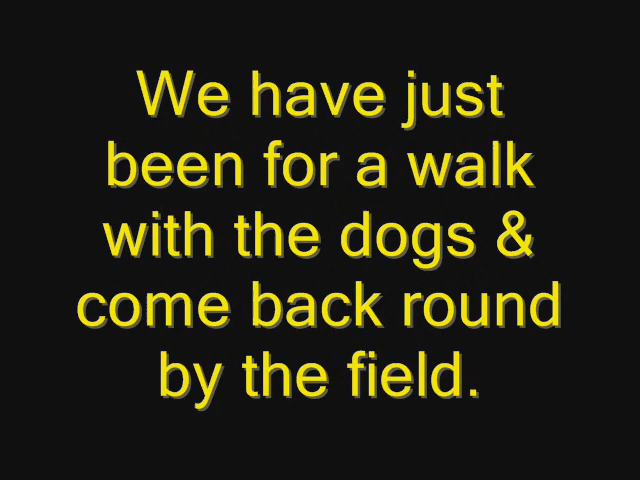 We have just
been for a walk
with the dogs &
come back round
by the field.